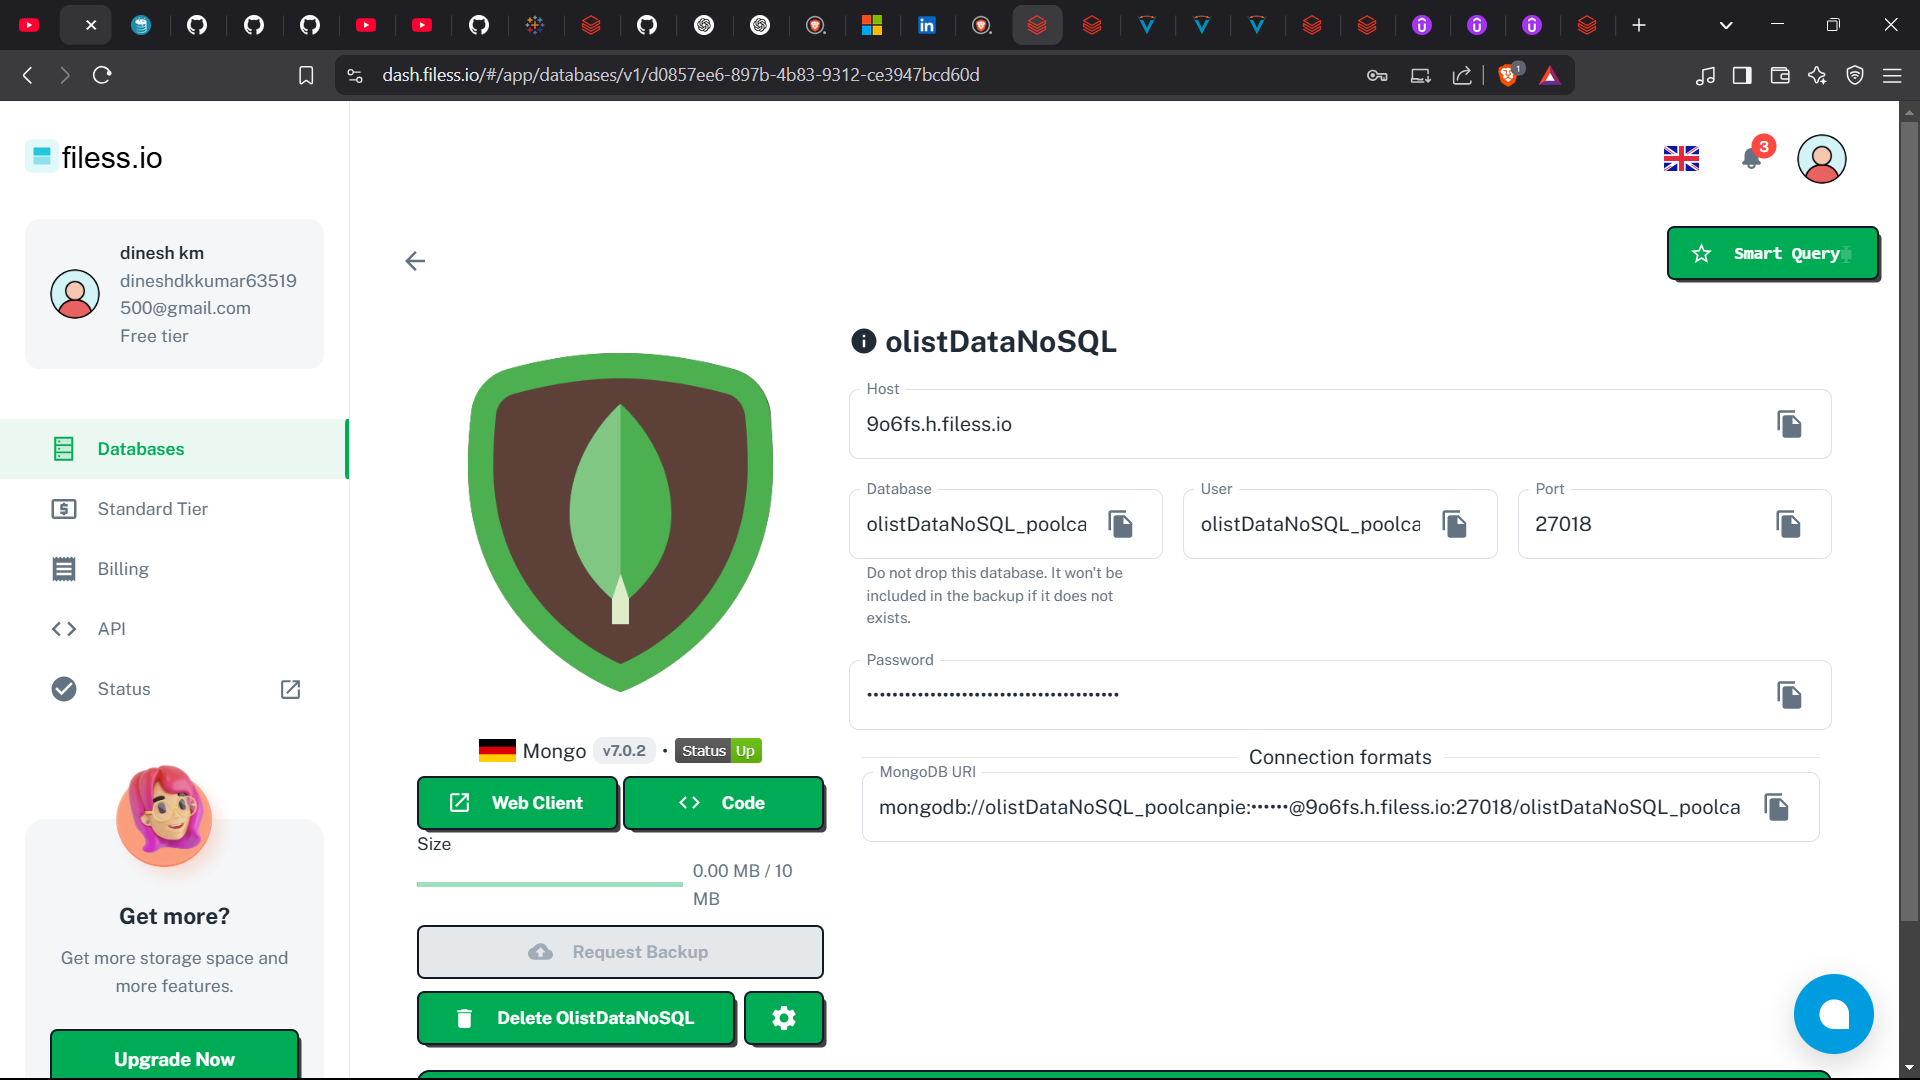 dash.filess.io/#/app/databases/v1/d0857ee6-897b-4b83-9312-ce3947bcd60d
1
filess.io
3
dinesh km
dineshdkkumar63519
500@gmail.com
Free tier
Smart Query
olistDataNoSQL
Host
9o6fs.h.filess.io
Databases
Database
User
Port
olistDataNoSQL_poolca
olistDataNoSQL_poolca
27018
Standard Tier
Do not drop this database. It won't be
included in the backup if it does not
exists.
Billing
API
Password
••••••••••••••••••••••••••••••••••••••••
Status
Mongo v7.0.2 • Status Up
Connection formats
MongoDB URI
mongodb://olistDataNoSQL_poolcanpie:••••••@9o6fs.h.filess.io:27018/olistDataNoSQL_poolca
Web Client
Code
Size
0.00 MB / 10
MB
Get more?
Get more storage space and
more features.
Upgrade Now
Request Backup
Delete OlistDataNoSQL